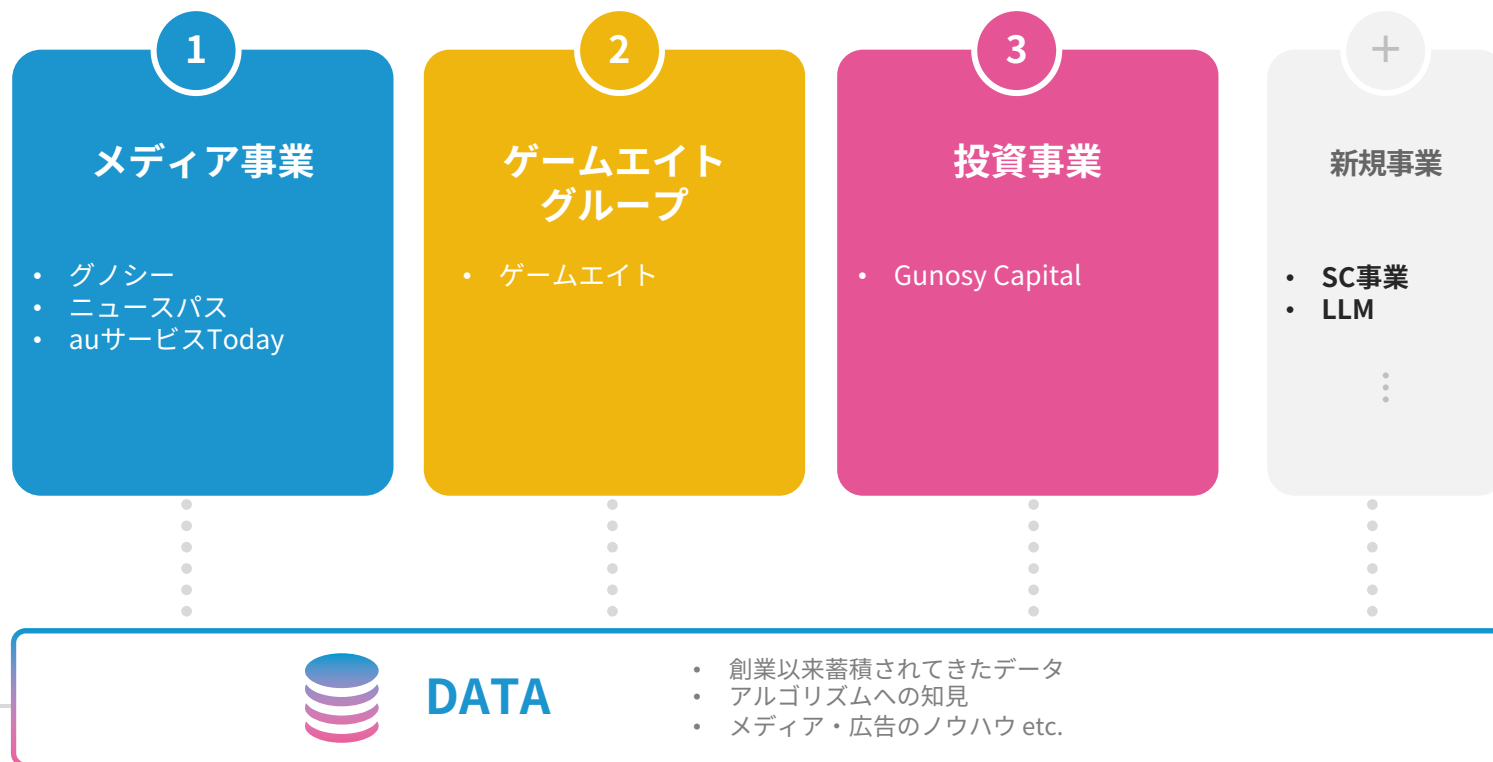 1
メディア事業
• グノシー
• ニュースパス
• auサービスToday
2
ゲームエイト
グループ
• ゲームエイト
3
投資事業
• Gunosy Capital
+
新規事業
• SC事業
• LLM
⋮
DATA
• 創業以来蓄積されてきたデータ
• アルゴリズムへの知見
• メディア・広告のノウハウ etc.